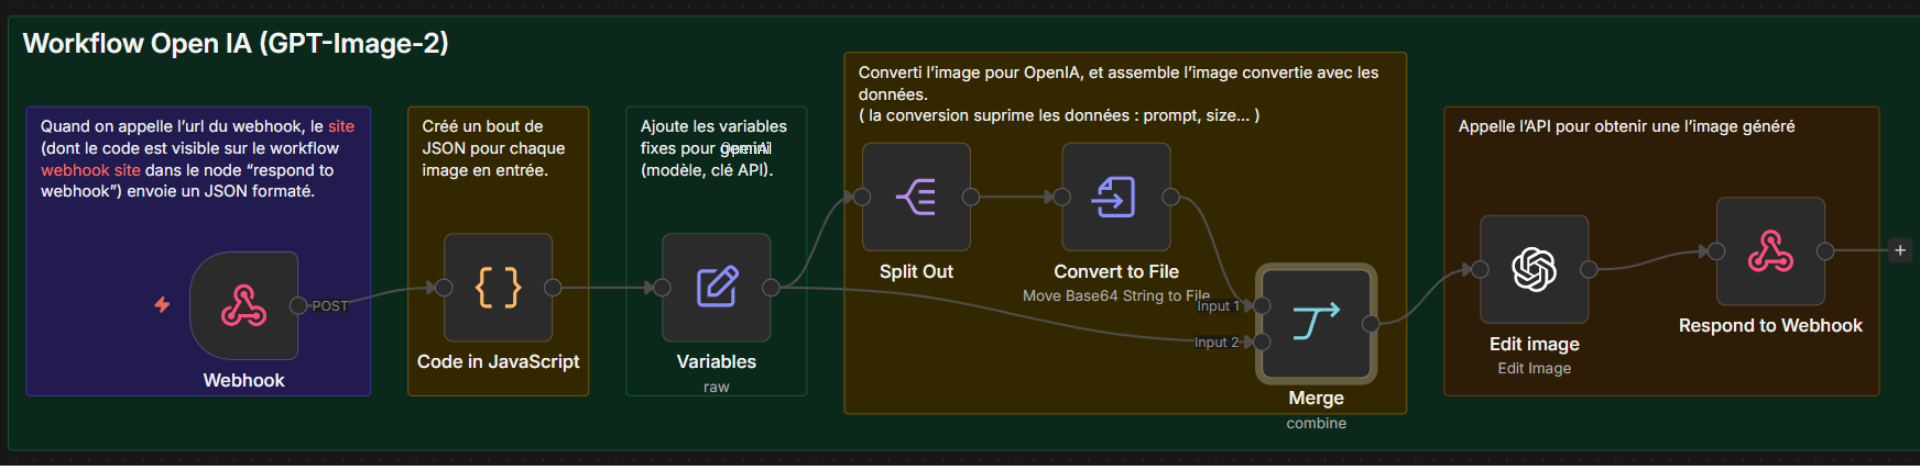 Workflow Open IA (GPT-Image-2)
Quand on appelle l'url du webhook, le site
(dont le code est visible sur le workflow
webhook site dans le node "respond to
webhook") envoie un JSON formaté.
POST
Webhook
Créé un bout de
JSON pour chaque
image en entrée.
Code in JavaScript
Ajoute les variables
fixes pour
(modèle, clé API).
Variables
raw
Converti l'image pour OpenIA, et assemble l'image convertie avec les
données.
( la conversion suprime les données : prompt, size... )
Split Out
Convert to File
Move Base64 String to File
Input 1
Input 2
Merge
combine
Appelle l'API pour obtenir une l'image généré
Edit image
Edit Image
Respond to Webhook
+